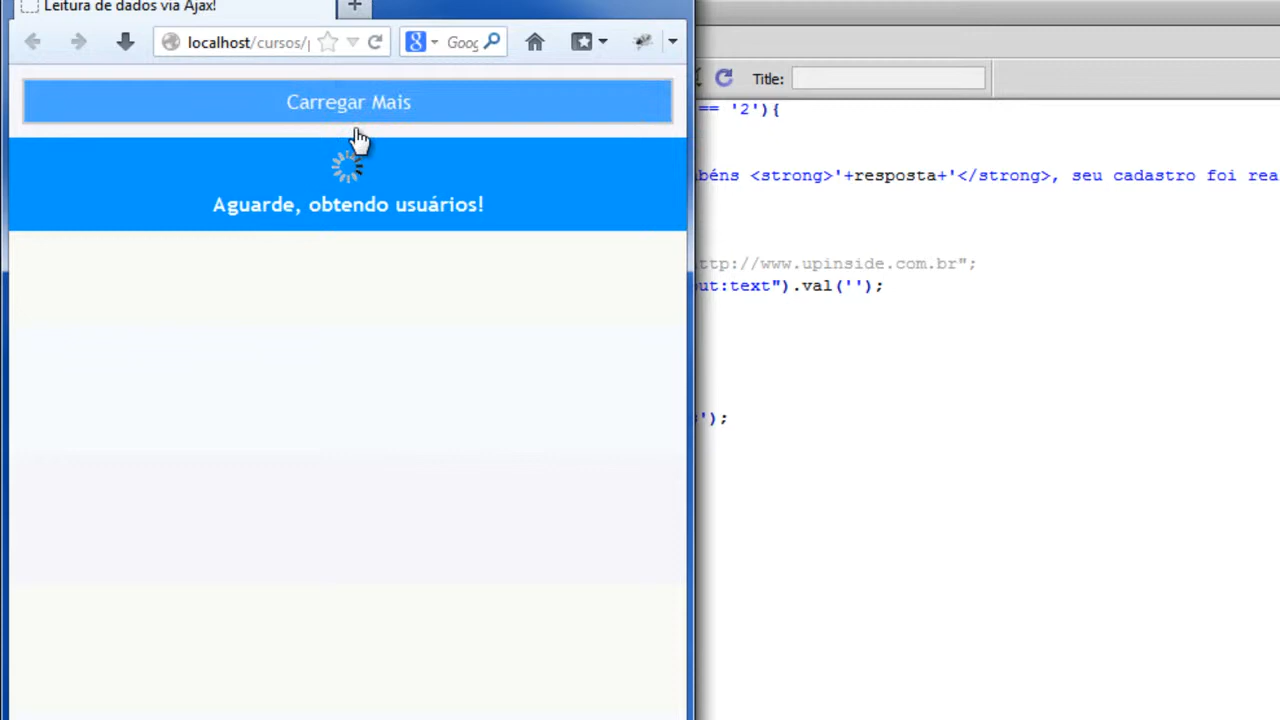 Leitura de dados via Ajax!
localhost/cursos/
Goog
Title:
Carregar Mais
Aguarde, obtendo usuários!
== '2'){
béns <strong>'+resposta+'</strong>, seu cadastro foi rea
ttp://www.upinside.com.br";
ut:text").val('');
');